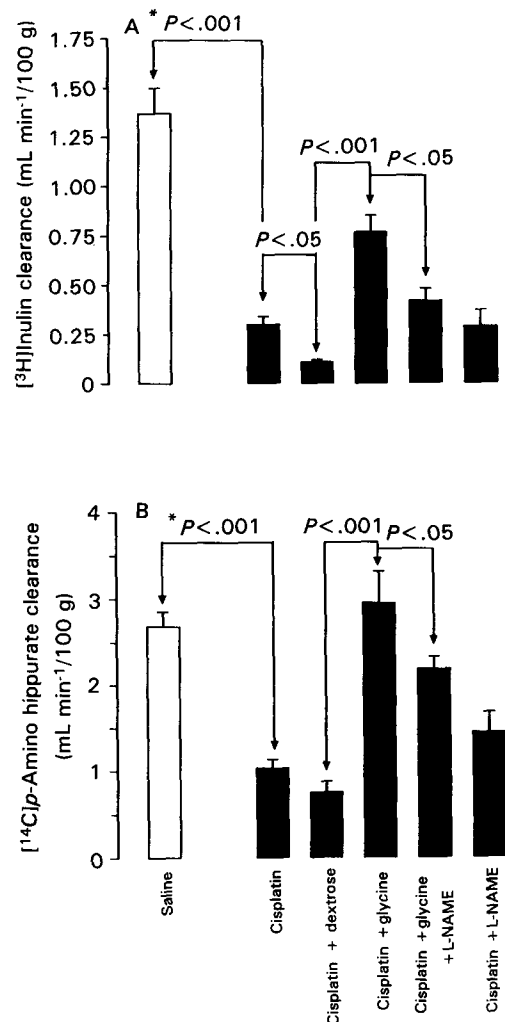 A * P<.001
[³H]Inulin clearance (mL min⁻¹/100 g)
1.75
1.50
1.25
1.00
0.75
0.50
0.25
0
P<.001
P<.05
P<.05
B * P<.001
[¹⁴C]p-Amino hippurate clearance
(mL min⁻¹/100 g)
4
3
2
1
0
P<.001
P<.05
Saline
Cisplatin
Cisplatin + dextrose
Cisplatin + glycine
Cisplatin + glycine
+ L-NAME
Cisplatin + L-NAME